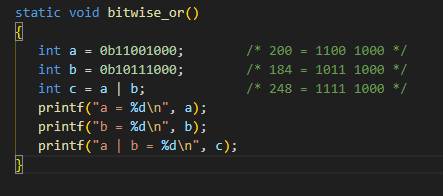 static void bitwise_or()
{
int a = 0b11001000; /* 200 = 1100 1000 */
int b = 0b10111000; /* 184 = 1011 1000 */
int c = a | b; /* 248 = 1111 1000 */
printf("a = %d\n", a);
printf("b = %d\n", b);
printf("a | b = %d\n", c);
}